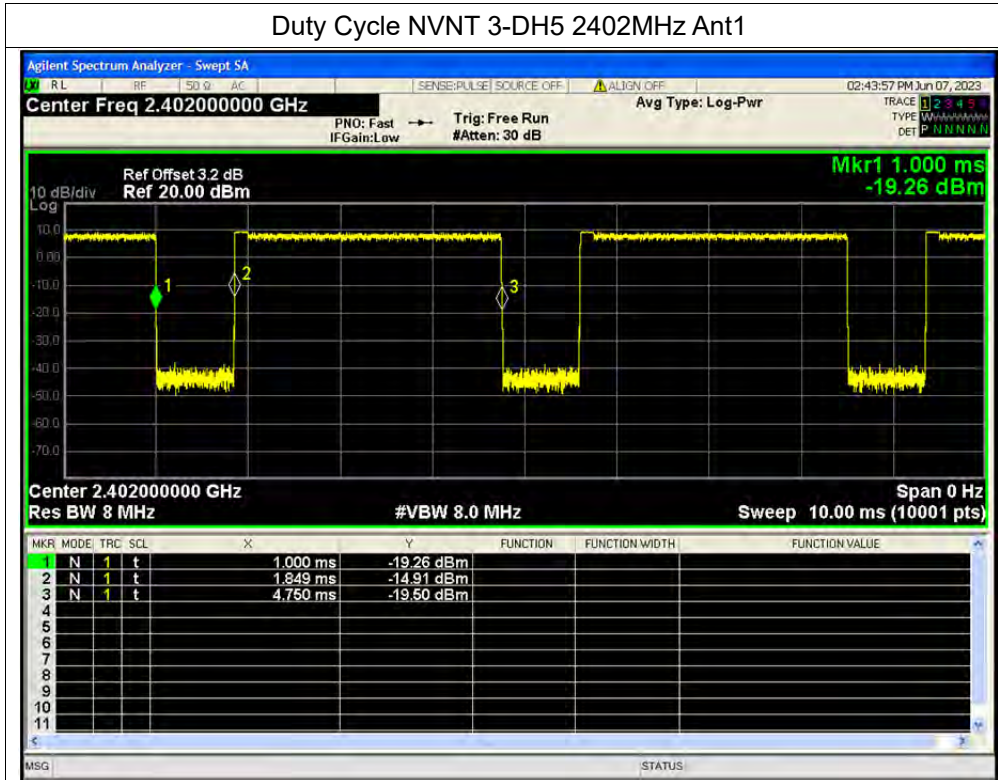 Duty Cycle NVNT 3-DH5 2402MHz Ant1
Agilent Spectrum Analyzer - Swept SA
RL RF 50 Ω AC SENSE:PULSE SOURCE OFF ALIGN OFF 02:43:57 PM Jun 07, 2023
Center Freq 2.402000000 GHz
Avg Type: Log-Pwr
TRACE 1 2 3 4 5 6
PNO: Fast Trig: Free Run
TYPE W
IFGain:Low #Atten: 30 dB
DET P N N N N N
Mkr1 1.000 ms
Ref Offset 3.2 dB
10 dB/div Ref 20.00 dBm
-19.26 dBm
Log
10.0
0.00
-10.0
1
2
3
-20.0
-30.0
-40.0
-50.0
-60.0
-70.0
Center 2.402000000 GHz Span 0 Hz
Res BW 8 MHz #VBW 8.0 MHz Sweep 10.00 ms (10001 pts)
MKR MODE TRC SCL X Y FUNCTION FUNCTION WIDTH FUNCTION VALUE
1 N 1 t 1.000 ms -19.26 dBm
2 N 1 t 1.849 ms -14.91 dBm
3 N 1 t 4.750 ms -19.50 dBm
4
5
6
7
8
9
10
11
MSG STATUS